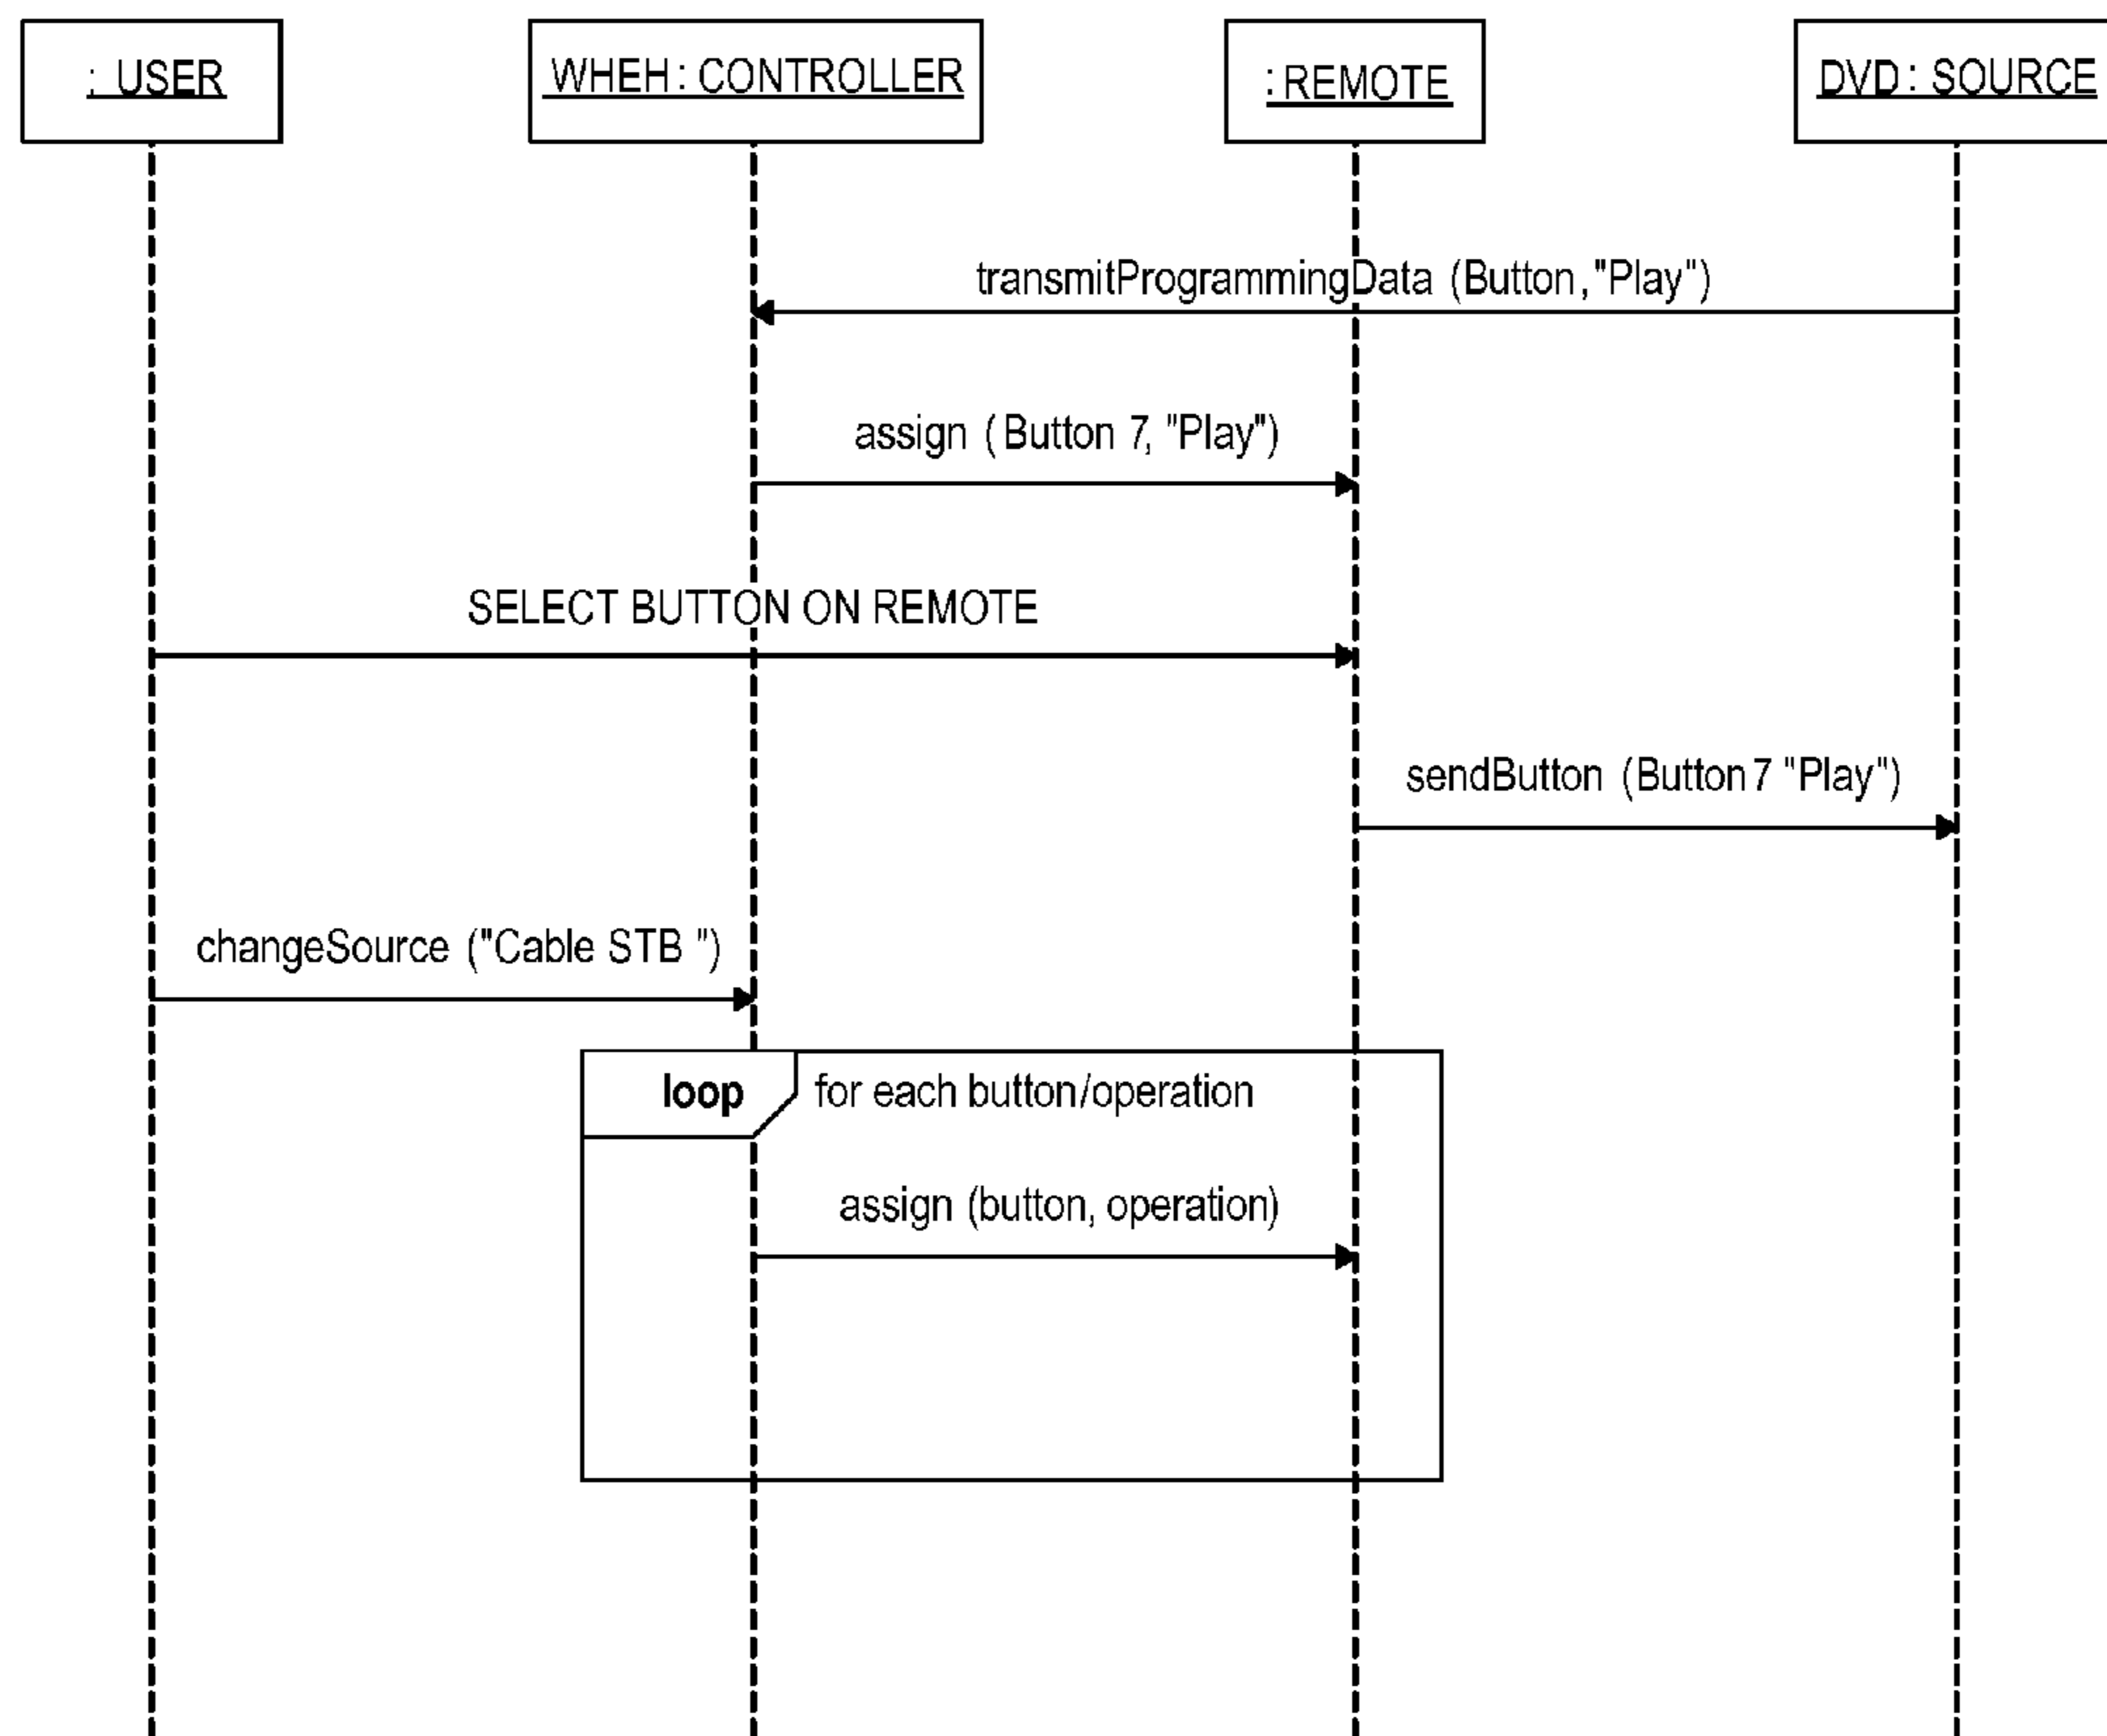 : USER
WHEH : CONTROLLER
: REMOTE
DVD : SOURCE
transmitProgrammingData (Button ,"Play")
assign (Button 7, "Play")
SELECT BUTTON ON REMOTE
sendButton (Button 7 "Play")
changeSource ("Cable STB ")
loop for each button/operation
assign (button, operation)